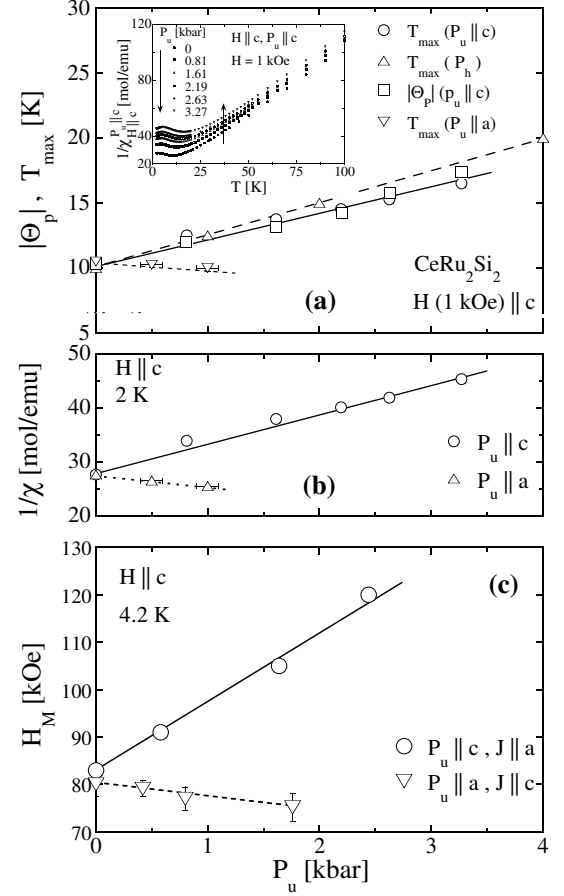 30
25
20
15
10
5
|Θp|, Tmax [K]
120
80
40
20
1/χ^{Pu || c}_{H || c} [mol/emu]
Pu [kbar]
0
0.81
1.61
2.19
2.63
3.27
H || c, Pu || c
H = 1 kOe
0 25 50 75 100
T [K]
Tmax (Pu || c)
Tmax ( Ph )
|Θp| (pu || c)
Tmax (Pu || a)
CeRu2Si2
(a)
H (1 kOe) || c
50
40
30
20
1/χ [mol/emu]
H || c
2 K
Pu || c
Pu || a
(b)
130
120
110
100
90
80
70
HM [kOe]
H || c
4.2 K
(c)
Pu || c , J || a
Pu || a , J || c
0 1 2 3 4
Pu [kbar]